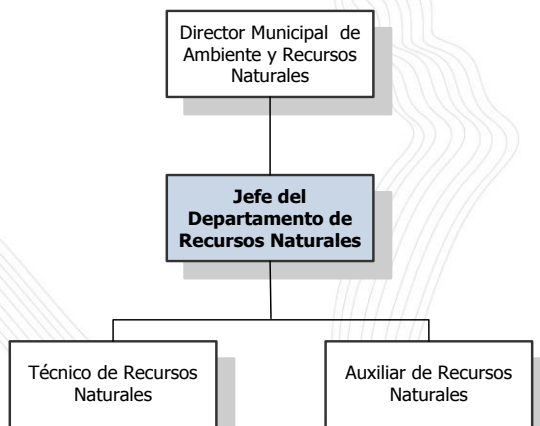 Director Municipal de
Ambiente y Recursos
Naturales
Jefe del
Departamento de
Recursos Naturales
Técnico de Recursos
Naturales
Auxiliar de Recursos
Naturales